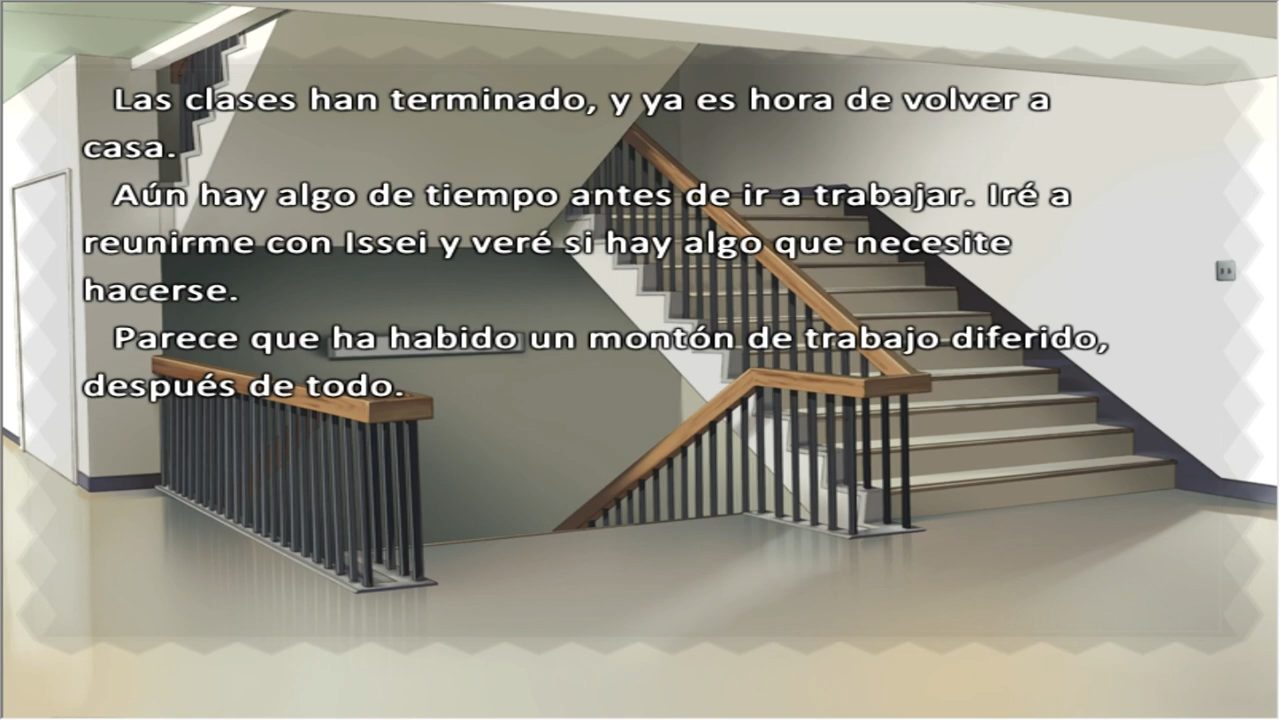 Las clases han terminado, y ya es hora de volver a
casa.
Aún hay algo de tiempo antes de ir a trabajar. Iré a
reunirme con Issei y veré si hay algo que necesite
hacerse.
Parece que ha habido un montón de trabajo diferido,
después de todo.